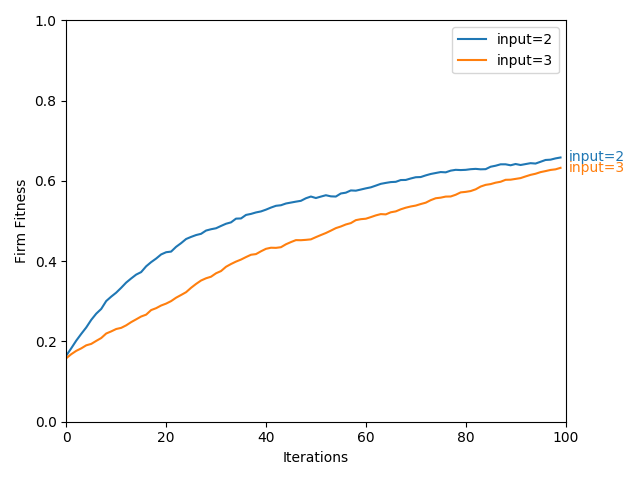 1.0
0.8
0.6
0.4
0.2
0.0
Firm Fitness
input=2
input=3
input=2
input=3
0 20 40 60 80 100
Iterations